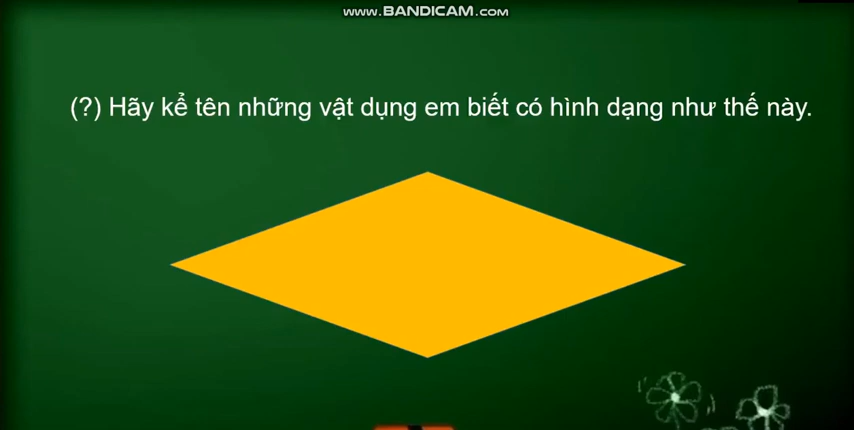 www.BANDICAM.com
(?) Hãy kể tên những vật dụng em biết có hình dạng như thế này.